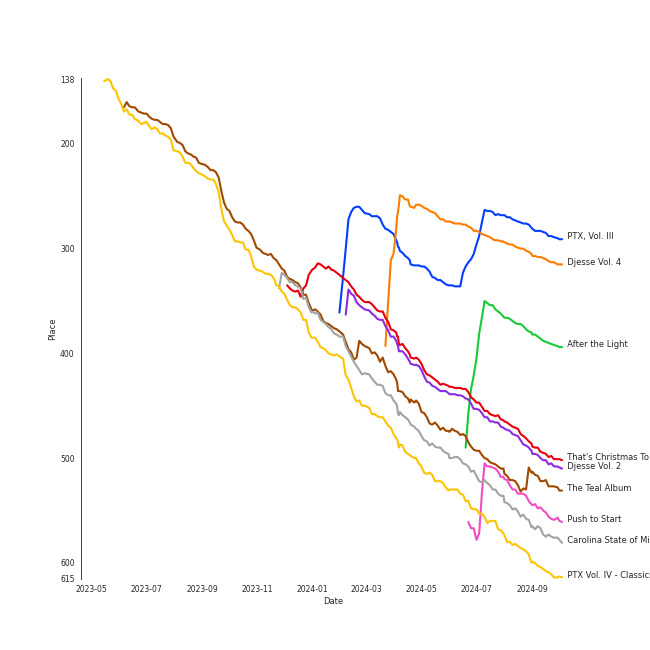 138
200
300
400
500
600
615
Place
2023-05
2023-07
2023-09
2023-11
2024-01
2024-03
2024-05
2024-07
2024-09
Date
PTX, Vol. III
Djesse Vol. 4
After the Light
That's Christmas To
Djesse Vol. 2
The Teal Album
Push to Start
Carolina State of Mi
PTX Vol. IV - Classic